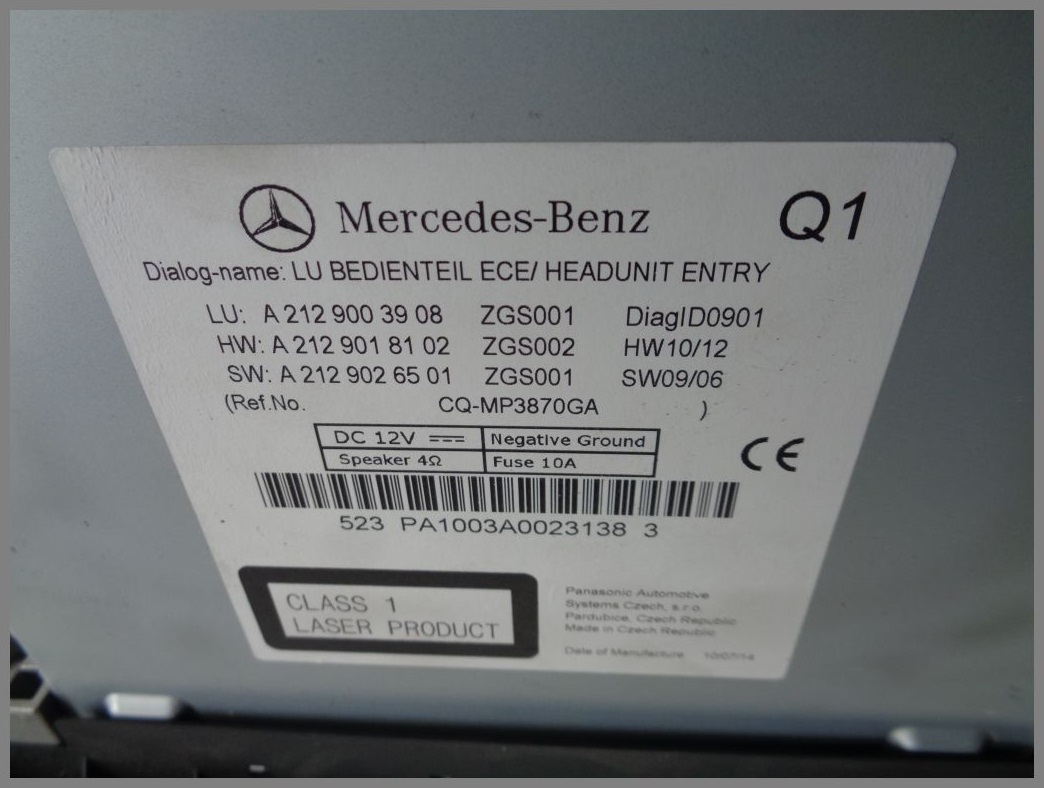 Mercedes-Benz Q1
Dialog-name: LU BEDIENTEIL ECE/ HEADUNIT ENTRY
LU: A 212 900 39 08 ZGS001 DiagID0901
HW: A 212 901 81 02 ZGS002 HW10/12
SW: A 212 902 65 01 ZGS001 SW09/06
(Ref.No. CQ-MP3870GA )
DC 12V Negative Ground
Speaker 4Ω Fuse 10A
CE
523 PA1003A0023138 3
CLASS 1
LASER PRODUCT
Panasonic Automotive
Systems Czech, s.r.o.
Pardubice, Czech Republic
Made in Czech Republic
Date of Manufacture 10/07/14